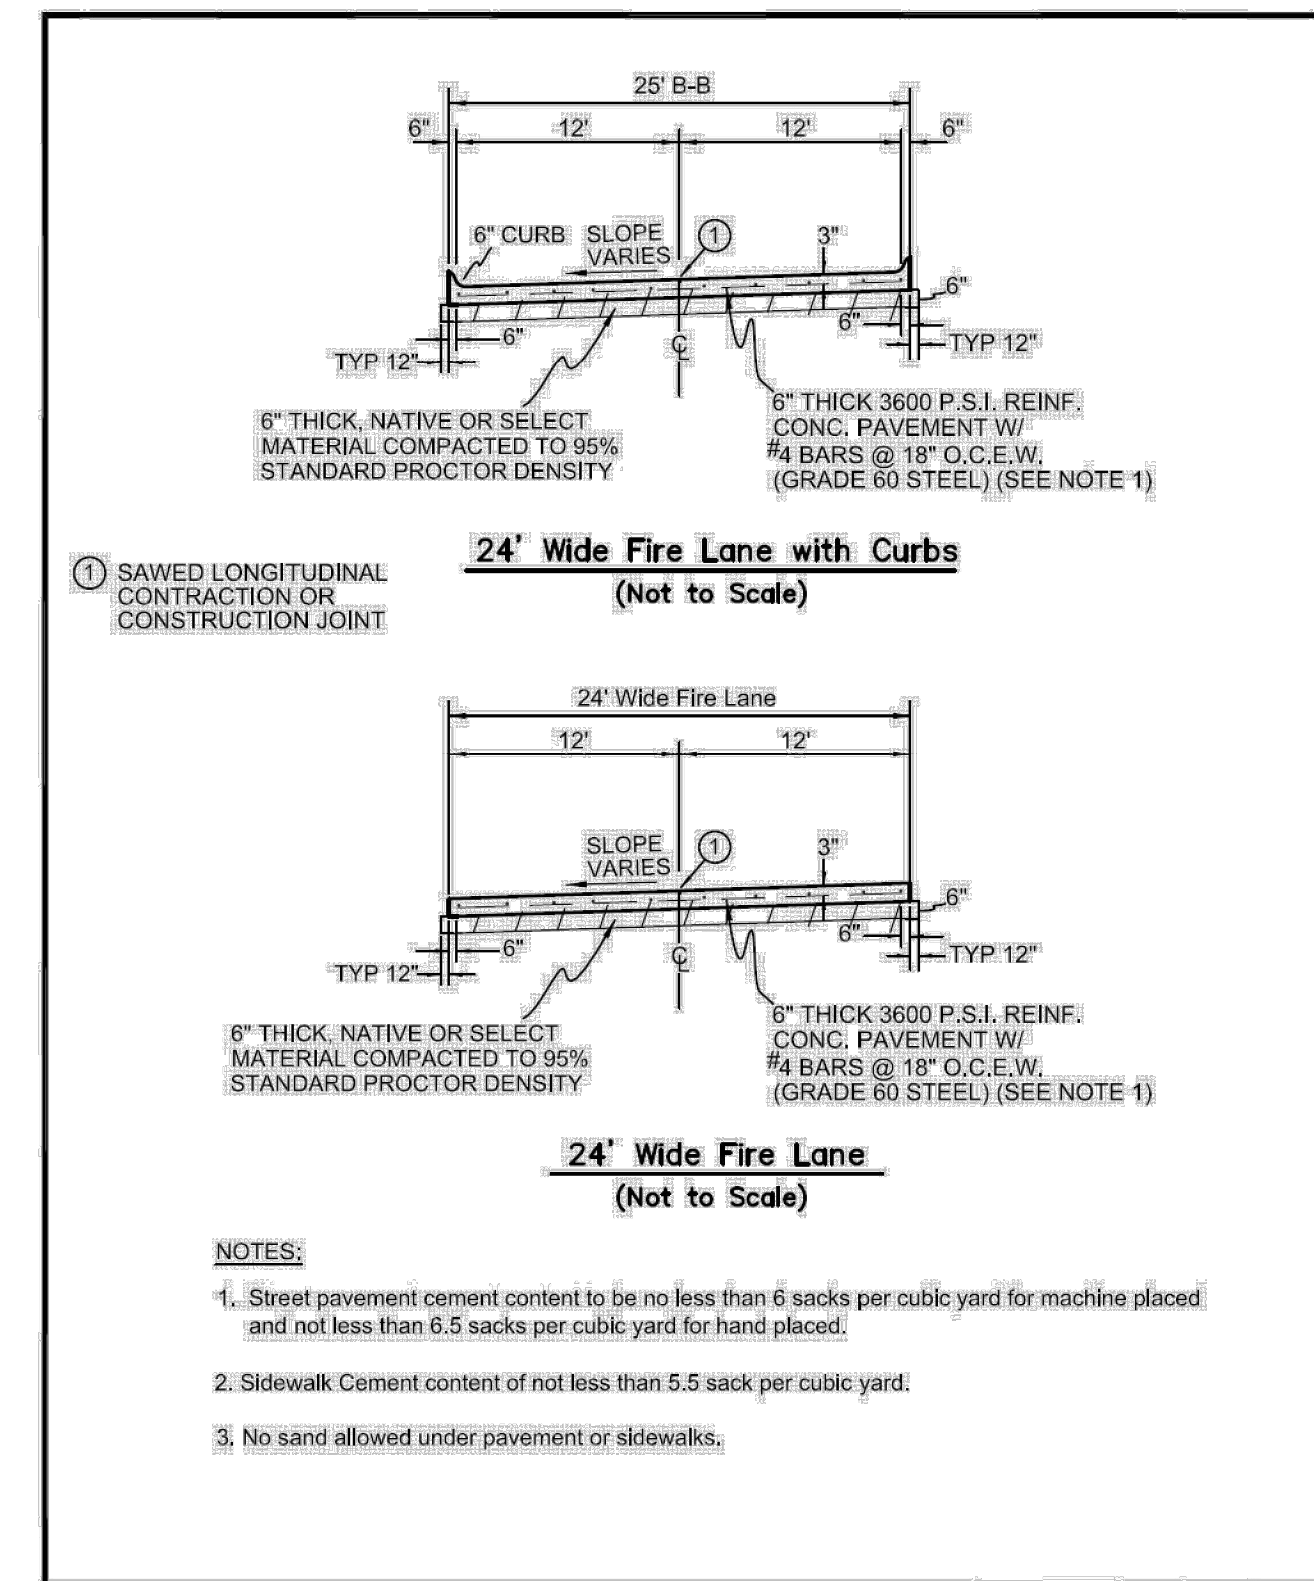 25' B-B
6" 12' 12' 6"
6" CURB SLOPE VARIES 1 3"
6"
6"
6"
TYP 12" ℄ TYP 12"
6" THICK, NATIVE OR SELECT
MATERIAL COMPACTED TO 95%
STANDARD PROCTOR DENSITY
6" THICK 3600 P.S.I. REINF.
CONC. PAVEMENT W/
#4 BARS @ 18" O.C.E.W.
(GRADE 60 STEEL) (SEE NOTE 1)
24' Wide Fire Lane with Curbs
(Not to Scale)
1 SAWED LONGITUDINAL
CONTRACTION OR
CONSTRUCTION JOINT
24' Wide Fire Lane
12' 12'
SLOPE VARIES 1 3"
6"
6"
6"
TYP 12" ℄ TYP 12"
6" THICK, NATIVE OR SELECT
MATERIAL COMPACTED TO 95%
STANDARD PROCTOR DENSITY
6" THICK 3600 P.S.I. REINF.
CONC. PAVEMENT W/
#4 BARS @ 18" O.C.E.W.
(GRADE 60 STEEL) (SEE NOTE 1)
24' Wide Fire Lane
(Not to Scale)
NOTES:
1. Street pavement cement content to be no less than 6 sacks per cubic yard for machine placed
and not less than 6.5 sacks per cubic yard for hand placed.
2. Sidewalk Cement content of not less than 5.5 sack per cubic yard.
3. No sand allowed under pavement or sidewalks.